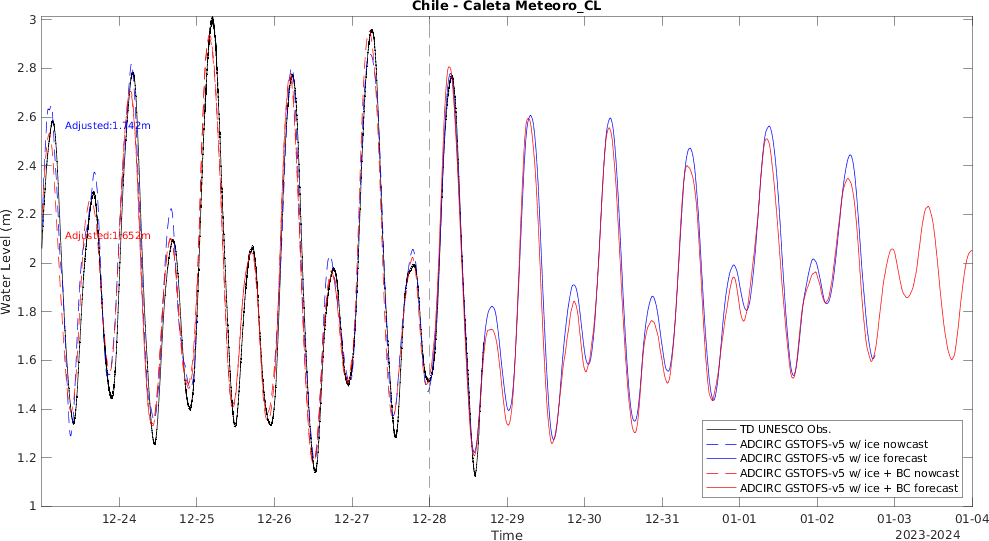 Chile - Caleta Meteoro_CL
3
2.8
2.6
2.4
2.2
2
1.8
1.6
1.4
1.2
1
Water Level (m)
Adjusted:1.742m
Adjusted:1.652m
TD UNESCO Obs.
ADCIRC GSTOFS-v5 w/ ice nowcast
ADCIRC GSTOFS-v5 w/ ice forecast
ADCIRC GSTOFS-v5 w/ ice + BC nowcast
ADCIRC GSTOFS-v5 w/ ice + BC forecast
12-24 12-25 12-26 12-27 12-28 12-29 12-30 12-31 01-01 01-02 01-03 01-04
Time
2023-2024